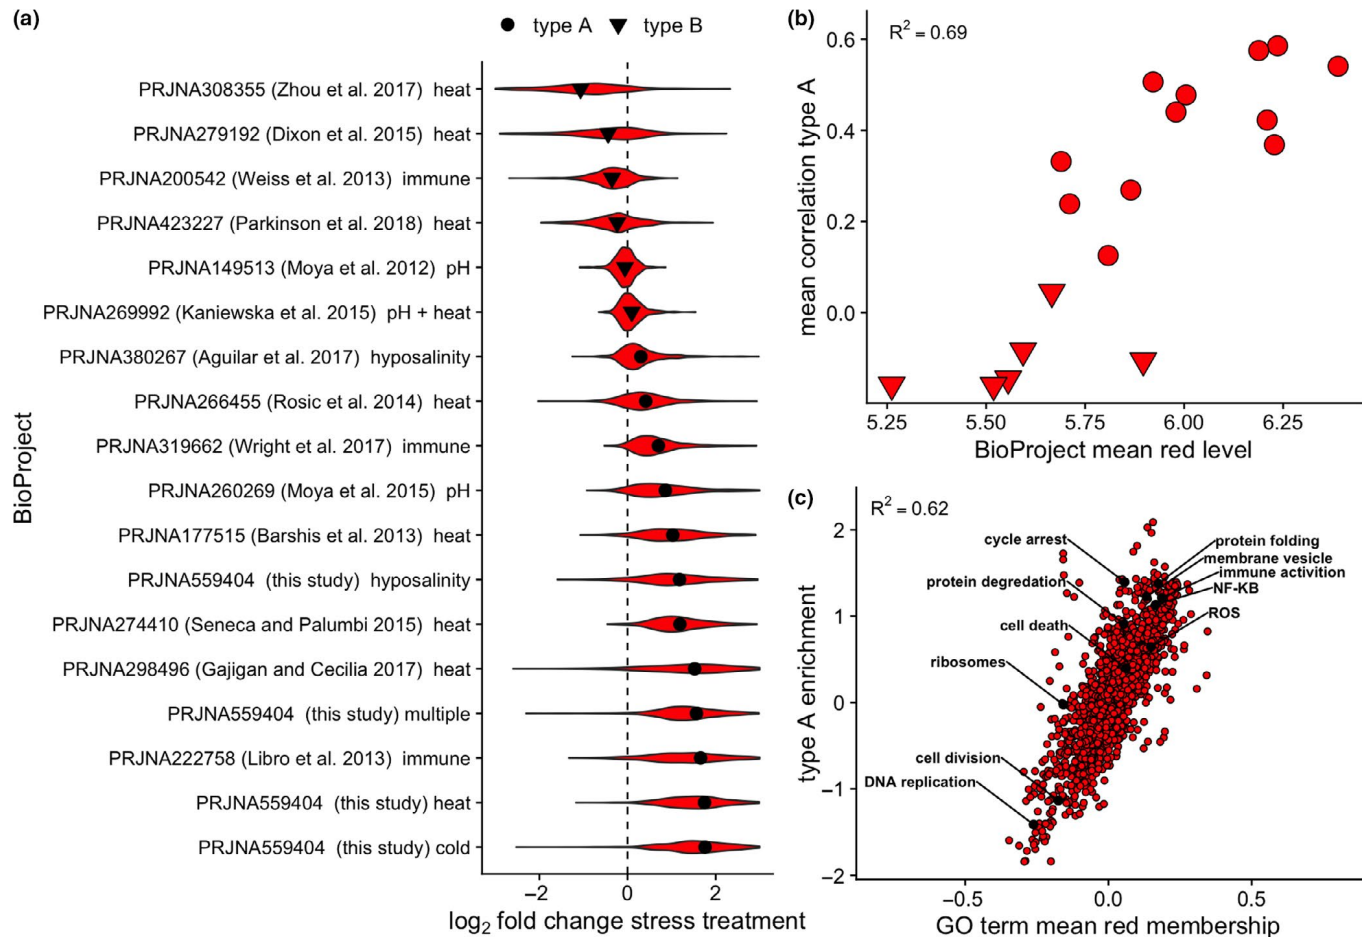 (a)
type A
type B
PRJNA308355 (Zhou et al. 2017) heat
PRJNA279192 (Dixon et al. 2015) heat
PRJNA200542 (Weiss et al. 2013) immune
PRJNA423227 (Parkinson et al. 2018) heat
PRJNA149513 (Moya et al. 2012) pH
PRJNA269992 (Kaniewska et al. 2015) pH + heat
PRJNA380267 (Aguilar et al. 2017) hyposalinity
PRJNA266455 (Rosic et al. 2014) heat
PRJNA319662 (Wright et al. 2017) immune
PRJNA260269 (Moya et al. 2015) pH
PRJNA177515 (Barshis et al. 2013) heat
PRJNA559404 (this study) hyposalinity
PRJNA274410 (Seneca and Palumbi 2015) heat
PRJNA298496 (Gajigan and Cecilia 2017) heat
PRJNA559404 (this study) multiple
PRJNA222758 (Libro et al. 2013) immune
PRJNA559404 (this study) heat
PRJNA559404 (this study) cold
BioProject
−2 0 2
log2 fold change stress treatment
(b)
R² = 0.69
0.6
0.4
0.2
0.0
mean correlation type A
5.25 5.50 5.75 6.00 6.25
BioProject mean red level
(c)
R² = 0.62
2
1
0
−1
−2
type A enrichment
cycle arrest
protein degredation
cell death
ribosomes
cell division
DNA replication
protein folding
membrane vesicle
immune activition
NF-KB
ROS
−0.5 0.0 0.5
GO term mean red membership